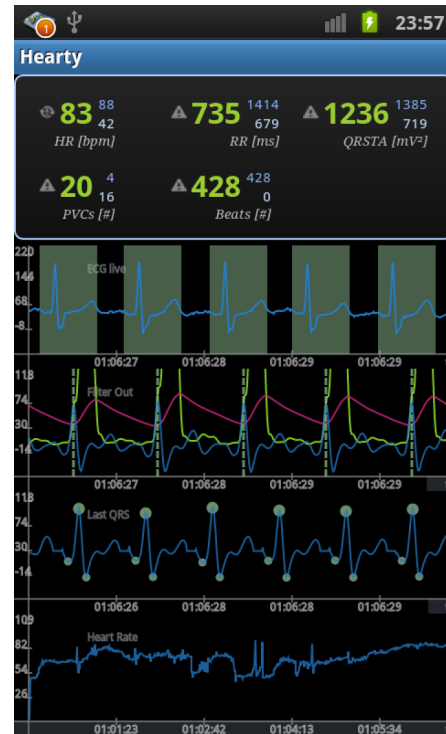 1 23:57
Hearty
83 88 42 735 1414 679 1236 1385 719
HR [bpm] RR [ms] QRSTA [mV²]
20 4 16 428 428 0
PVCs [#] Beats [#]
220
ECG live
144
68
-8
01:06:27 01:06:28 01:06:29 01:06:29
118
Filter Out
74
30
-14
01:06:27 01:06:28 01:06:29 01:06:29
118
Last QRS
74
30
-14
01:06:26 01:06:28 01:06:28 01:06:29
109
Heart Rate
82
54
26
01:01:23 01:02:42 01:04:13 01:05:34